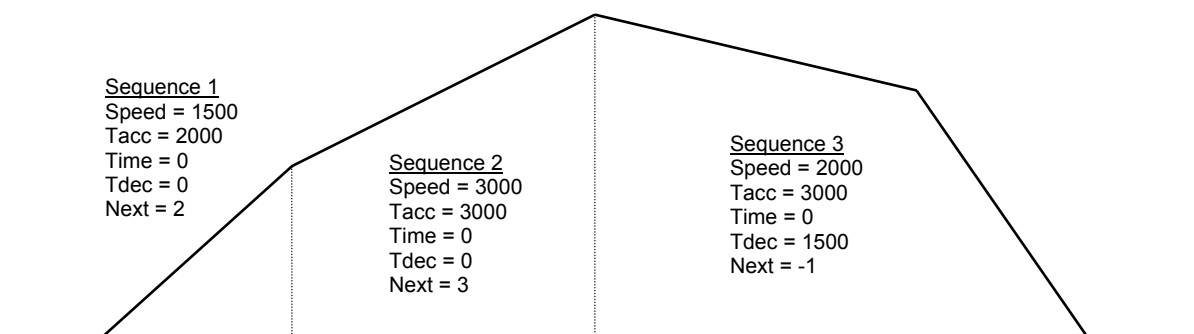 Sequence 1
Speed = 1500
Tacc = 2000
Time = 0
Tdec = 0
Next = 2
Sequence 2
Speed = 3000
Tacc = 3000
Time = 0
Tdec = 0
Next = 3
Sequence 3
Speed = 2000
Tacc = 3000
Time = 0
Tdec = 1500
Next = -1